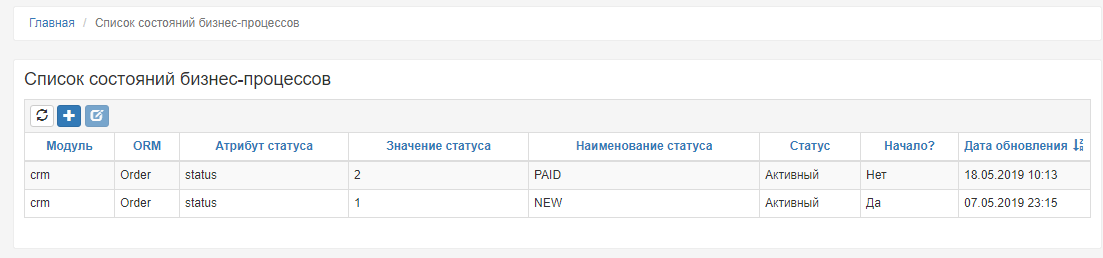 Главная / Список состояний бизнес-процессов
Список состояний бизнес-процессов
Модуль ORM Атрибут статуса Значение статуса Наименование статуса Статус Начало? Дата обновления
crm Order status 2 PAID Активный Нет 18.05.2019 10:13
crm Order status 1 NEW Активный Да 07.05.2019 23:15